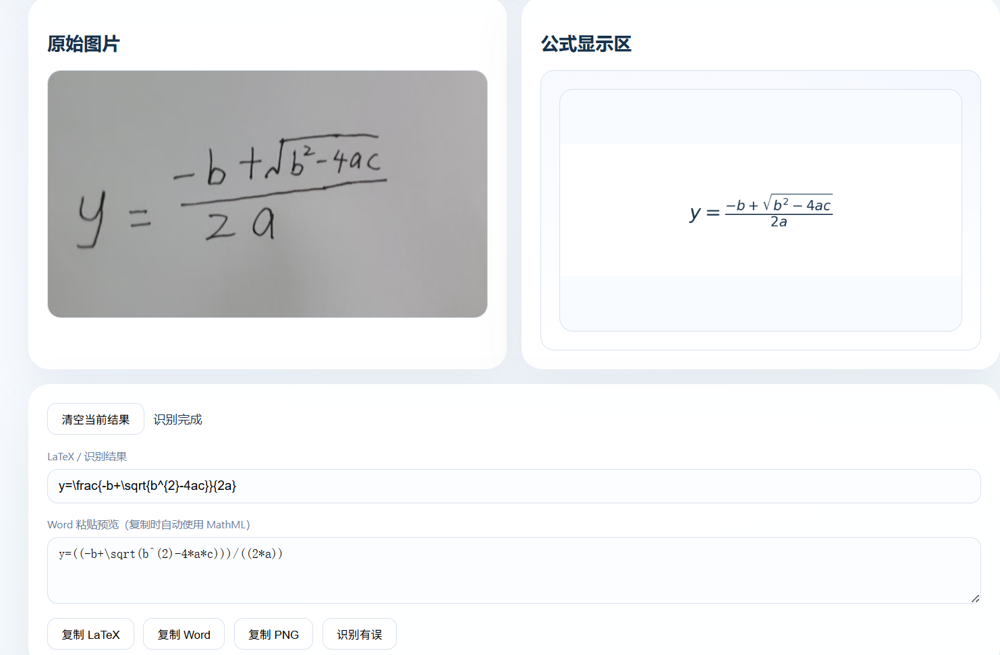 原始图片
y = \frac{-b+\sqrt{b^2-4ac}}{2a}
公式显示区
y = \frac{-b+\sqrt{b^2-4ac}}{2a}
清空当前结果 识别完成
LaTeX / 识别结果
y=\frac{-b+\sqrt{b^{2}-4ac}}{2a}
Word 粘贴预览（复制时自动使用 MathML）
y=((-b+\sqrt(b^(2)-4*a*c)))/((2*a))
复制 LaTeX 复制 Word 复制 PNG 识别有误